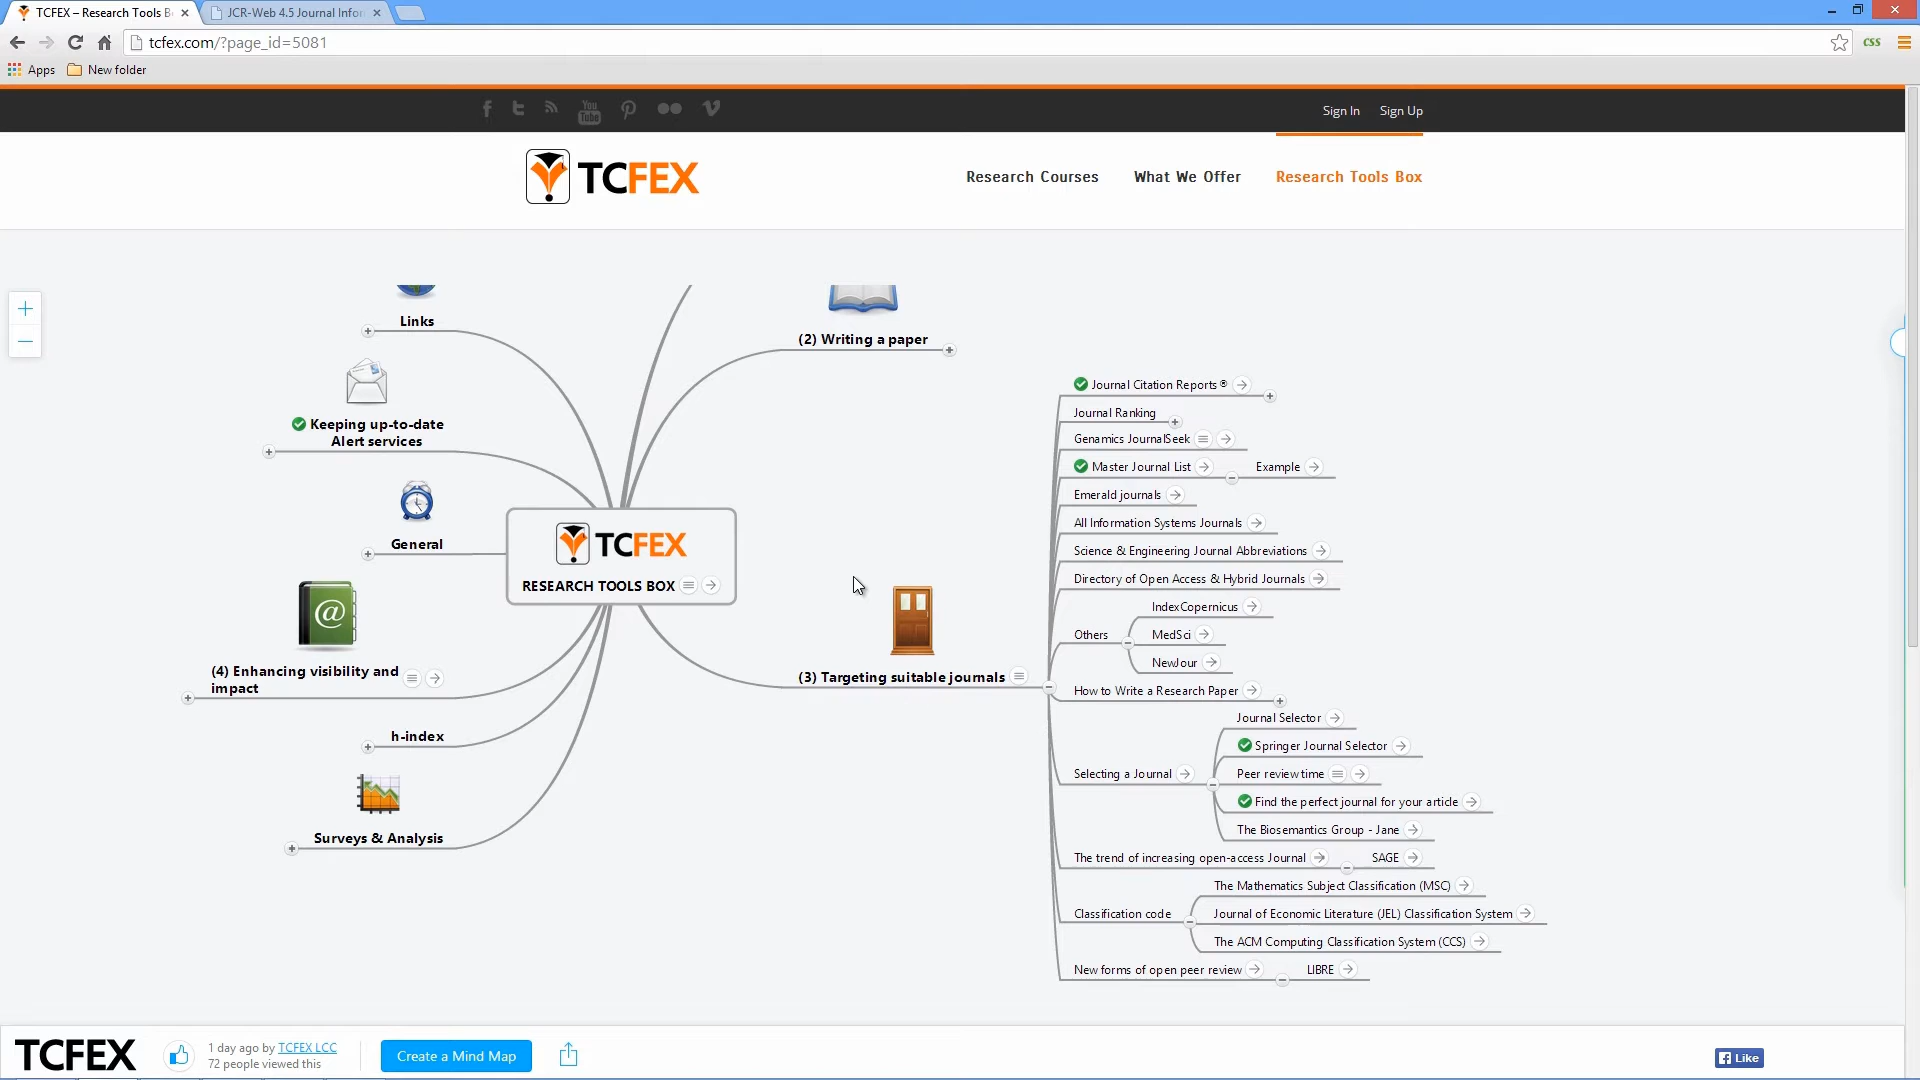 TCFEX – Research Tools B
JCR-Web 4.5 Journal Infor
tcfex.com/?page_id=5081
css
Apps
New folder
You
Tube
Sign In
Sign Up
TCFEX
Research Courses
What We Offer
Research Tools Box
Links
(2) Writing a paper
Keeping up-to-date
Alert services
General
TCFEX
RESEARCH TOOLS BOX
(4) Enhancing visibility and
impact
h-index
Surveys & Analysis
(3) Targeting suitable journals
Journal Citation Reports ®
Journal Ranking
Genamics JournalSeek
Master Journal List
Example
Emerald journals
All Information Systems Journals
Science & Engineering Journal Abbreviations
Directory of Open Access & Hybrid Journals
Others
IndexCopernicus
MedSci
NewJour
How to Write a Research Paper
Selecting a Journal
Journal Selector
Springer Journal Selector
Peer review time
Find the perfect journal for your article
The Biosemantics Group - Jane
The trend of increasing open-access Journal
SAGE
Classification code
The Mathematics Subject Classification (MSC)
Journal of Economic Literature (JEL) Classification System
The ACM Computing Classification System (CCS)
New forms of open peer review
LIBRE
TCFEX
1 day ago by TCFEX LCC
72 people viewed this
Create a Mind Map
Like